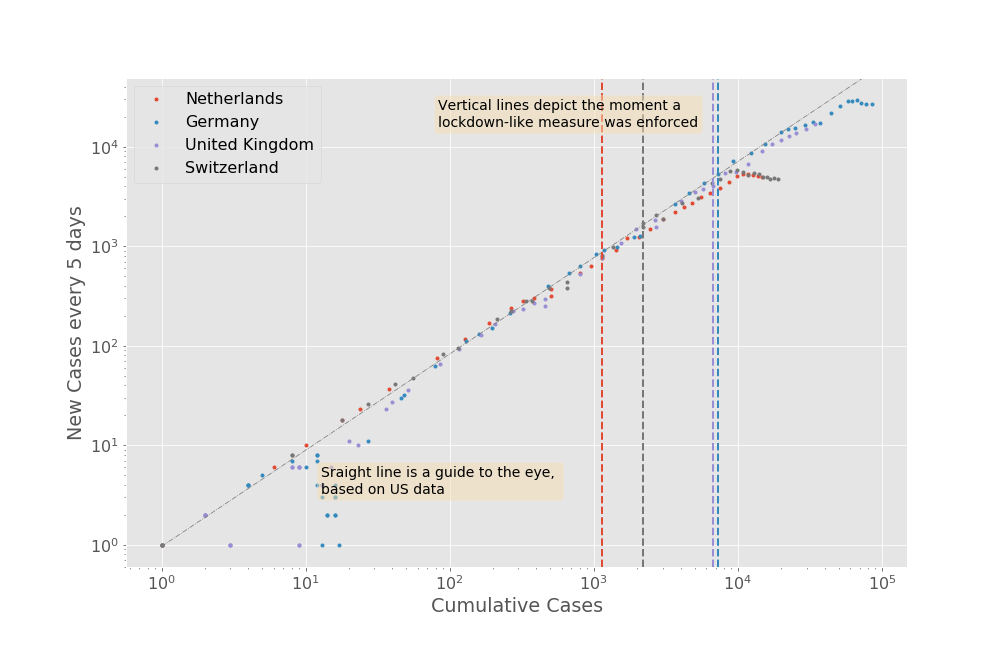 Netherlands
Germany
United Kingdom
Switzerland
Vertical lines depict the moment a
lockdown-like measure was enforced
Sraight line is a guide to the eye,
based on US data
New Cases every 5 days
10⁴
10³
10²
10¹
10⁰
10⁰ 10¹ 10² 10³ 10⁴ 10⁵
Cumulative Cases